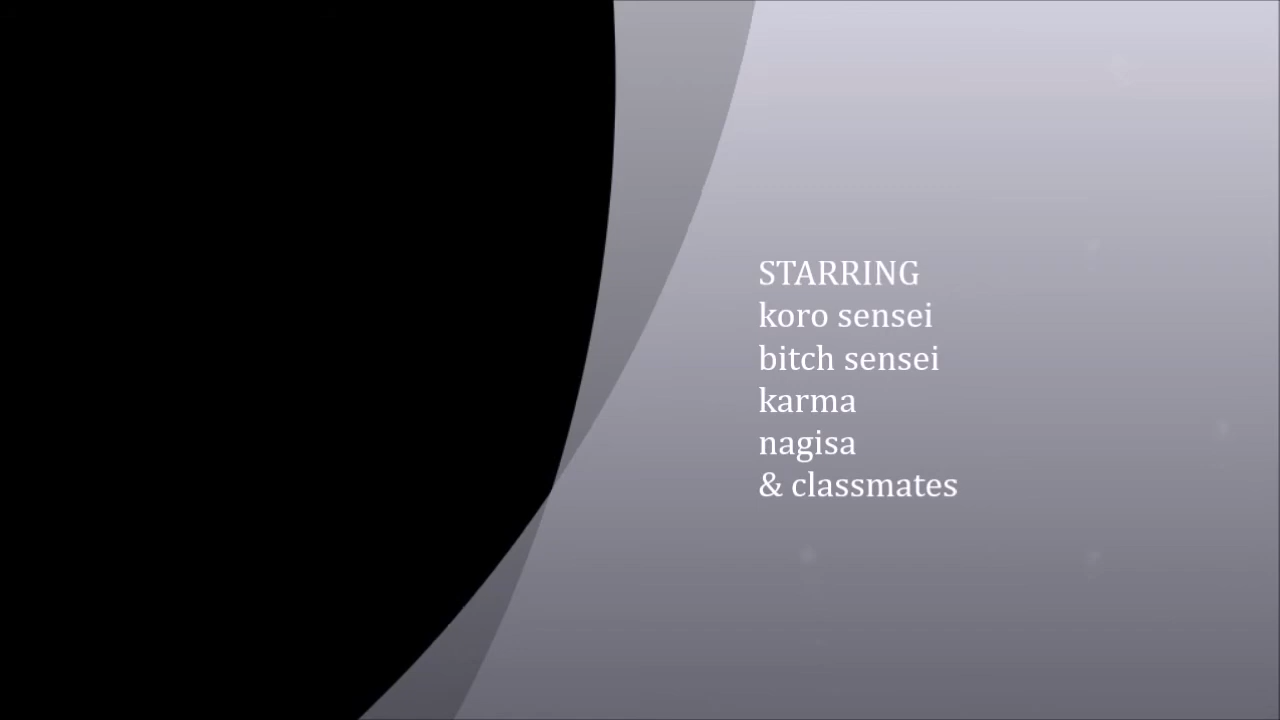 STARRING
koro sensei
bitch sensei
karma
nagisa
& classmates